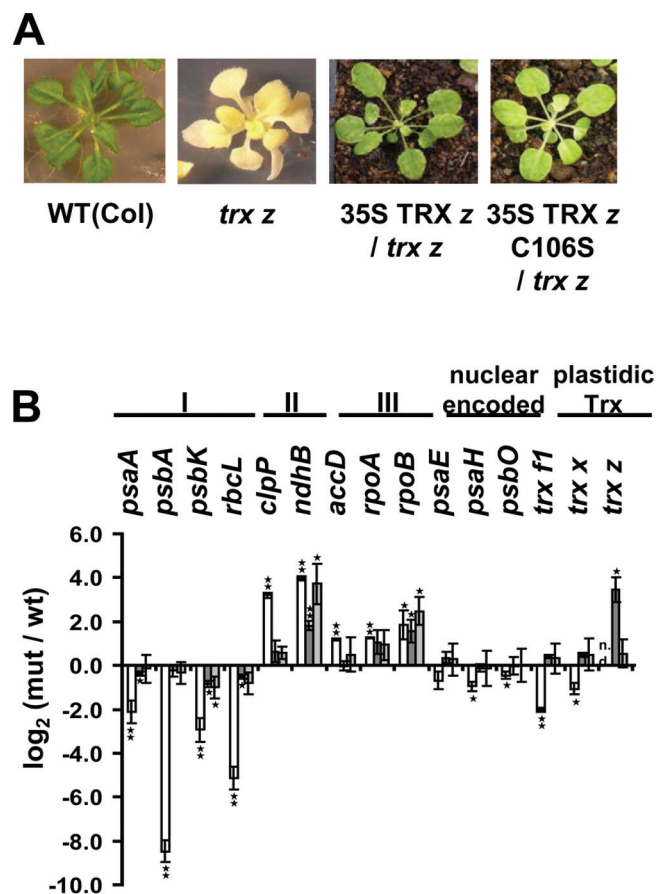 A
WT(Col)
trx z
35S TRX z
/ trx z
35S TRX z
C106S
/ trx z
B
I
II
III
nuclear
encoded
plastidic
Trx
psaA
psbA
psbK
rbcL
clpP
ndhB
accD
rpoA
rpoB
psaE
psaH
psbO
trx f1
trx x
trx z
log2 (mut / wt)
6.0
4.0
2.0
0.0
-2.0
-4.0
-6.0
-8.0
-10.0
n.
d